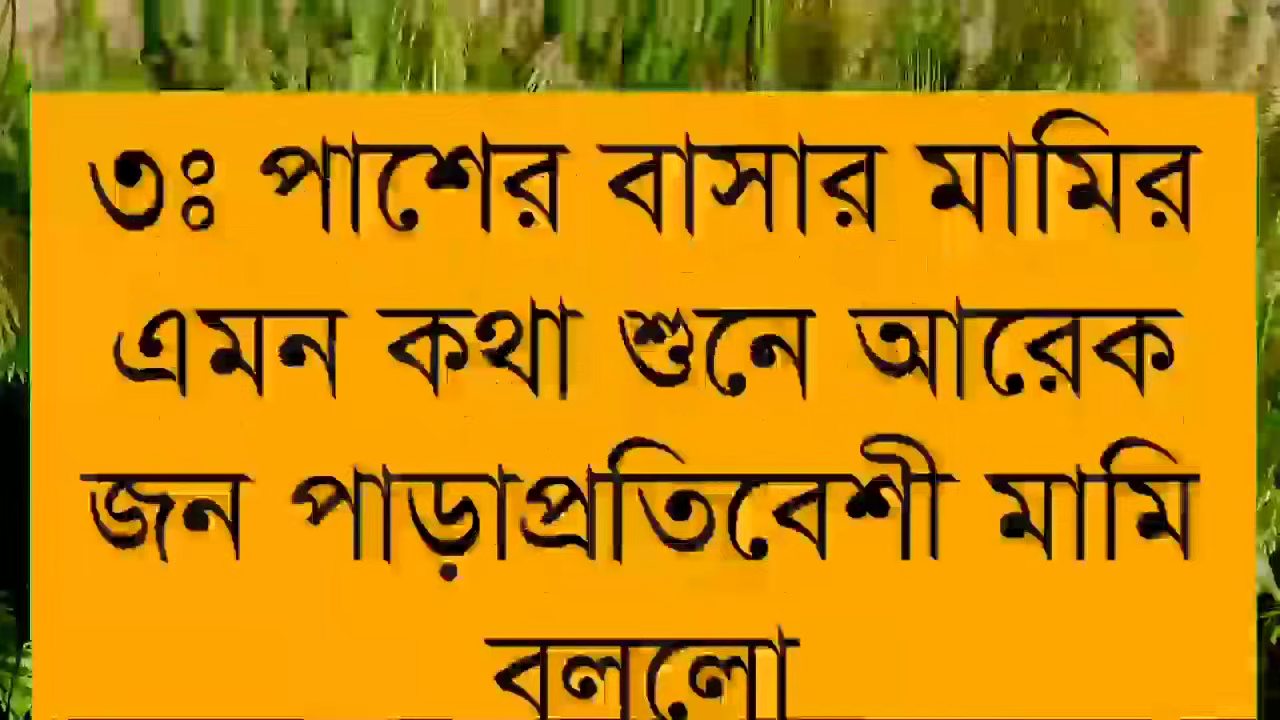 ৩ঃ পাশের বাসার মামির
এমন কথা শুনে আরেক
জন পাড়াপ্রতিবেশী মামি
বললো